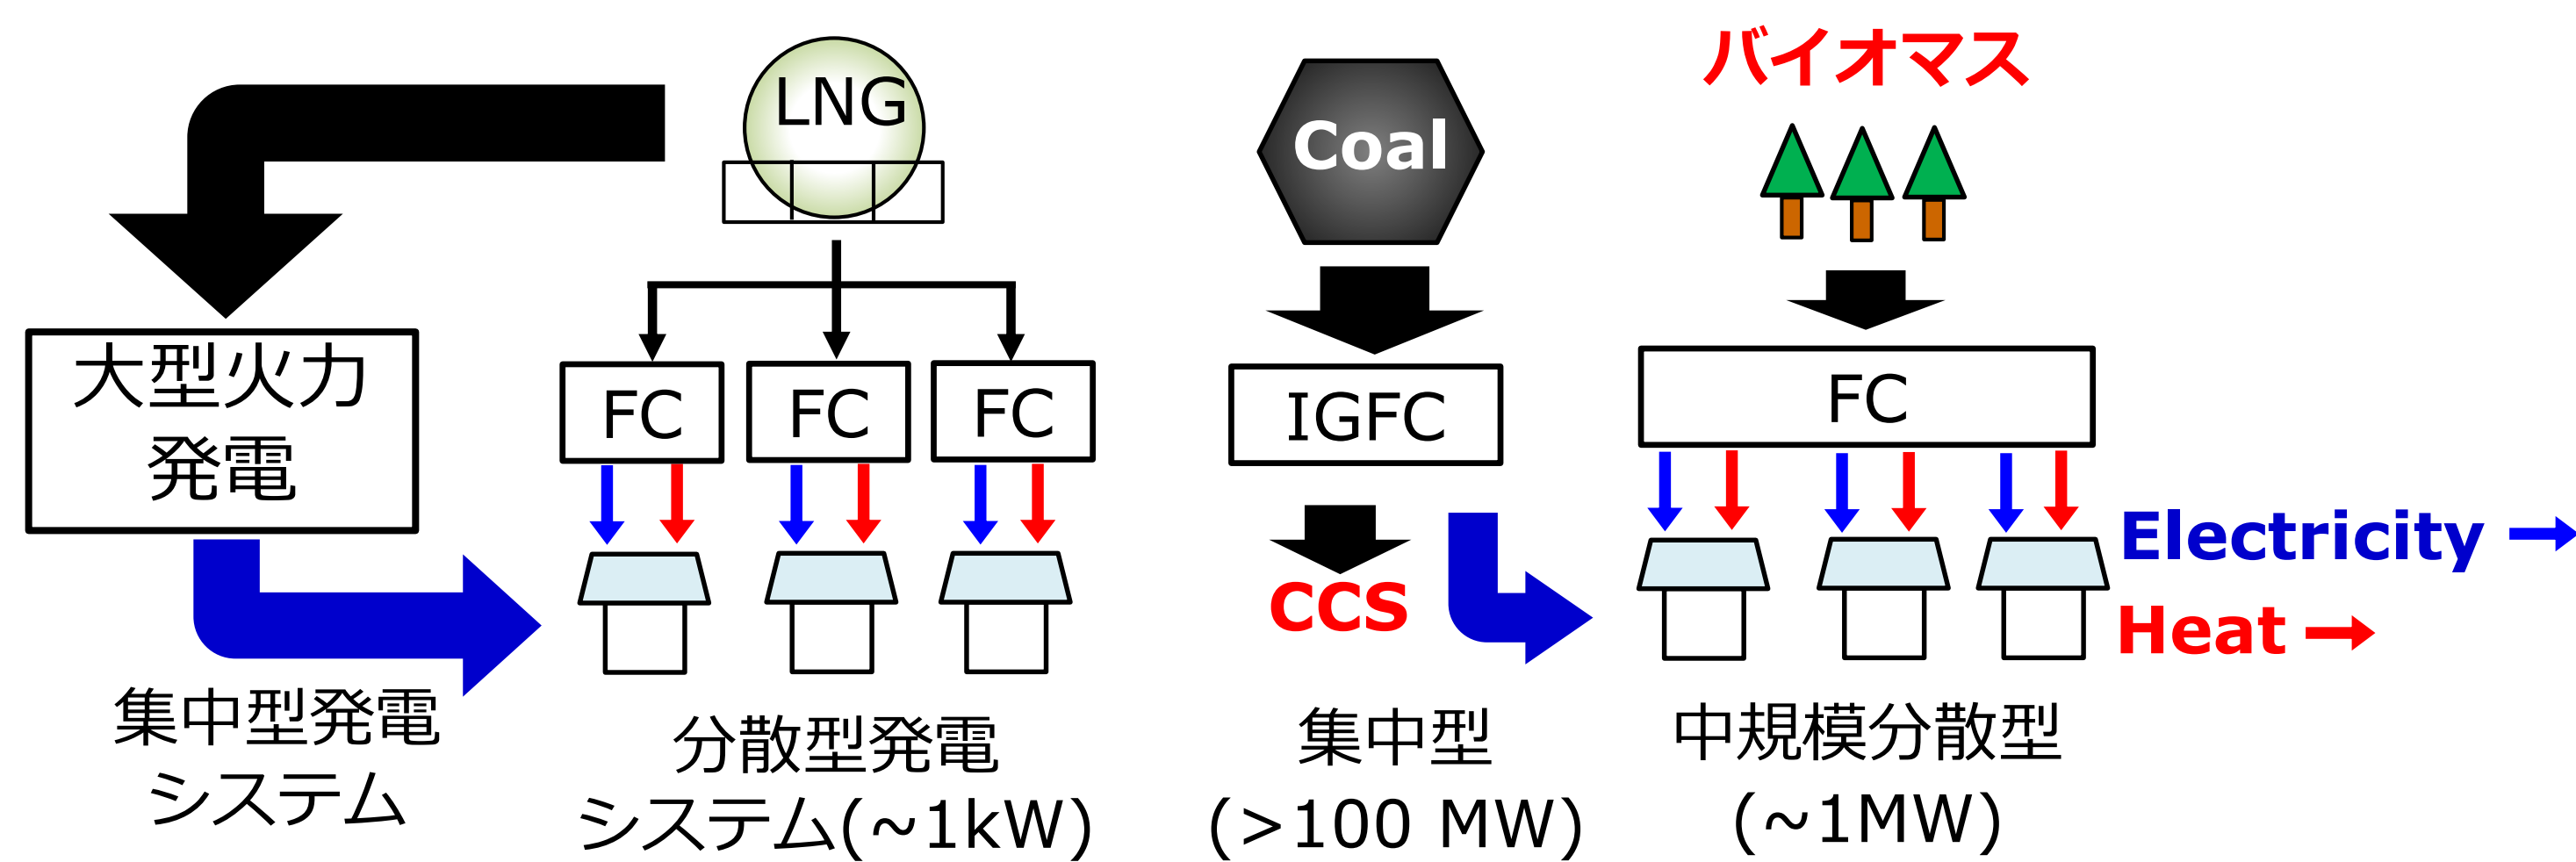 LNG
Coal
バイオマス
大型火力
発電
FC
FC
FC
IGFC
FC
CCS
Electricity
Heat
集中型発電
システム
分散型発電
システム(~1kW)
集中型
(>100 MW)
中規模分散型
(~1MW)